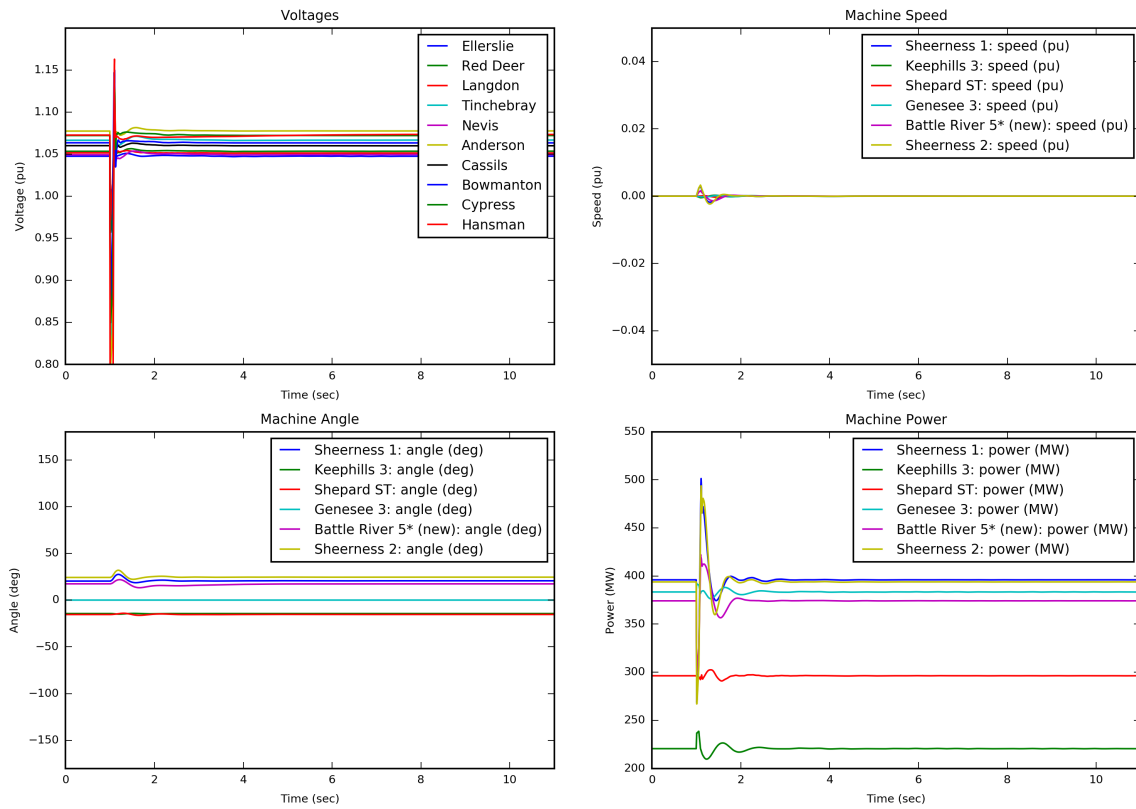 Voltages
1.15
1.10
1.05
1.00
0.95
0.90
0.85
0.80
Voltage (pu)
0 2 4 6 8 10
Time (sec)
Ellerslie
Red Deer
Langdon
Tinchebray
Nevis
Anderson
Cassils
Bowmanton
Cypress
Hansman
Machine Speed
0.04
0.02
0.00
−0.02
−0.04
Speed (pu)
0 2 4 6 8 10
Time (sec)
Sheerness 1: speed (pu)
Keephills 3: speed (pu)
Shepard ST: speed (pu)
Genesee 3: speed (pu)
Battle River 5* (new): speed (pu)
Sheerness 2: speed (pu)
Machine Angle
150
100
50
0
−50
−100
−150
Angle (deg)
0 2 4 6 8 10
Time (sec)
Sheerness 1: angle (deg)
Keephills 3: angle (deg)
Shepard ST: angle (deg)
Genesee 3: angle (deg)
Battle River 5* (new): angle (deg)
Sheerness 2: angle (deg)
Machine Power
550
500
450
400
350
300
250
200
Power (MW)
0 2 4 6 8 10
Time (sec)
Sheerness 1: power (MW)
Keephills 3: power (MW)
Shepard ST: power (MW)
Genesee 3: power (MW)
Battle River 5* (new): power (MW)
Sheerness 2: power (MW)